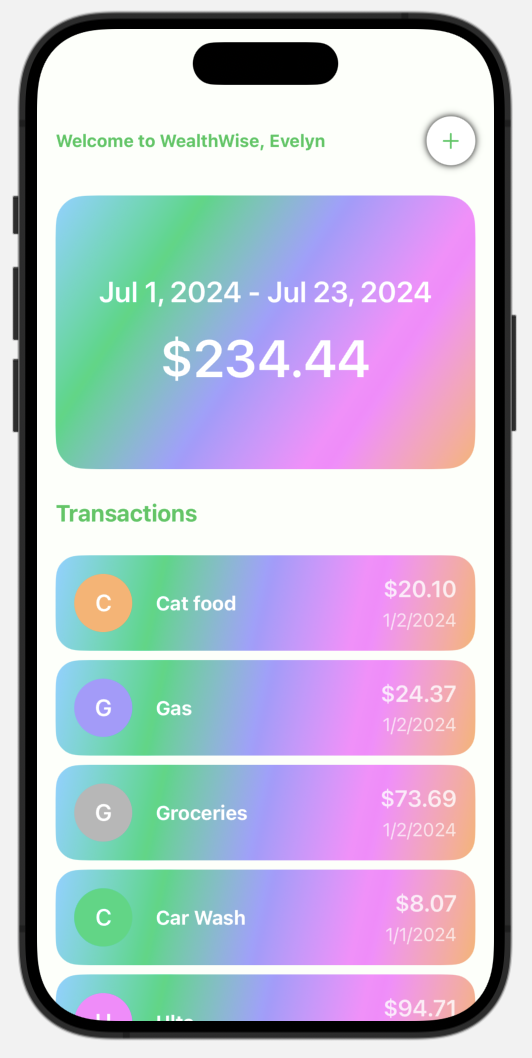 Welcome to WealthWise, Evelyn
+
Jul 1, 2024 - Jul 23, 2024
$234.44
Transactions
C
Cat food
$20.10
1/2/2024
G
Gas
$24.37
1/2/2024
G
Groceries
$73.69
1/2/2024
C
Car Wash
$8.07
1/1/2024
$94.71